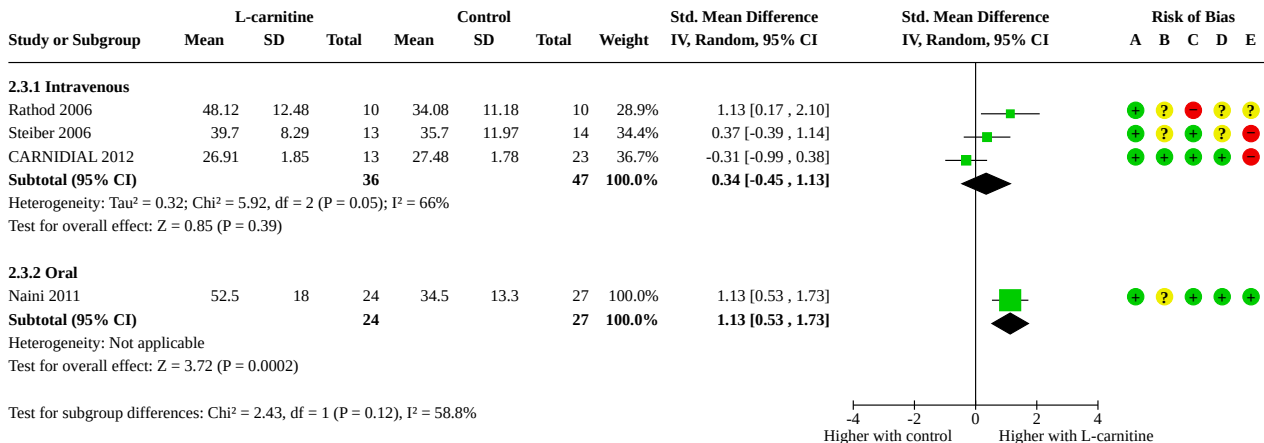 L-carnitine Control Std. Mean Difference Std. Mean Difference Risk of Bias
Study or Subgroup Mean SD Total Mean SD Total Weight IV, Random, 95% CI IV, Random, 95% CI A B C D E
2.3.1 Intravenous
Rathod 2006 48.12 12.48 10 34.08 11.18 10 28.9% 1.13 [0.17 , 2.10] + ? − ? ?
Steiber 2006 39.7 8.29 13 35.7 11.97 14 34.4% 0.37 [-0.39 , 1.14] + ? + ? −
CARNIDIAL 2012 26.91 1.85 13 27.48 1.78 23 36.7% -0.31 [-0.99 , 0.38] + + + + −
Subtotal (95% CI) 36 47 100.0% 0.34 [-0.45 , 1.13]
Heterogeneity: Tau² = 0.32; Chi² = 5.92, df = 2 (P = 0.05); I² = 66%
Test for overall effect: Z = 0.85 (P = 0.39)
2.3.2 Oral
Naini 2011 52.5 18 24 34.5 13.3 27 100.0% 1.13 [0.53 , 1.73] + ? + + +
Subtotal (95% CI) 24 27 100.0% 1.13 [0.53 , 1.73]
Heterogeneity: Not applicable
Test for overall effect: Z = 3.72 (P = 0.0002)
Test for subgroup differences: Chi² = 2.43, df = 1 (P = 0.12), I² = 58.8%
-4 -2 0 2 4
Higher with control Higher with L-carnitine